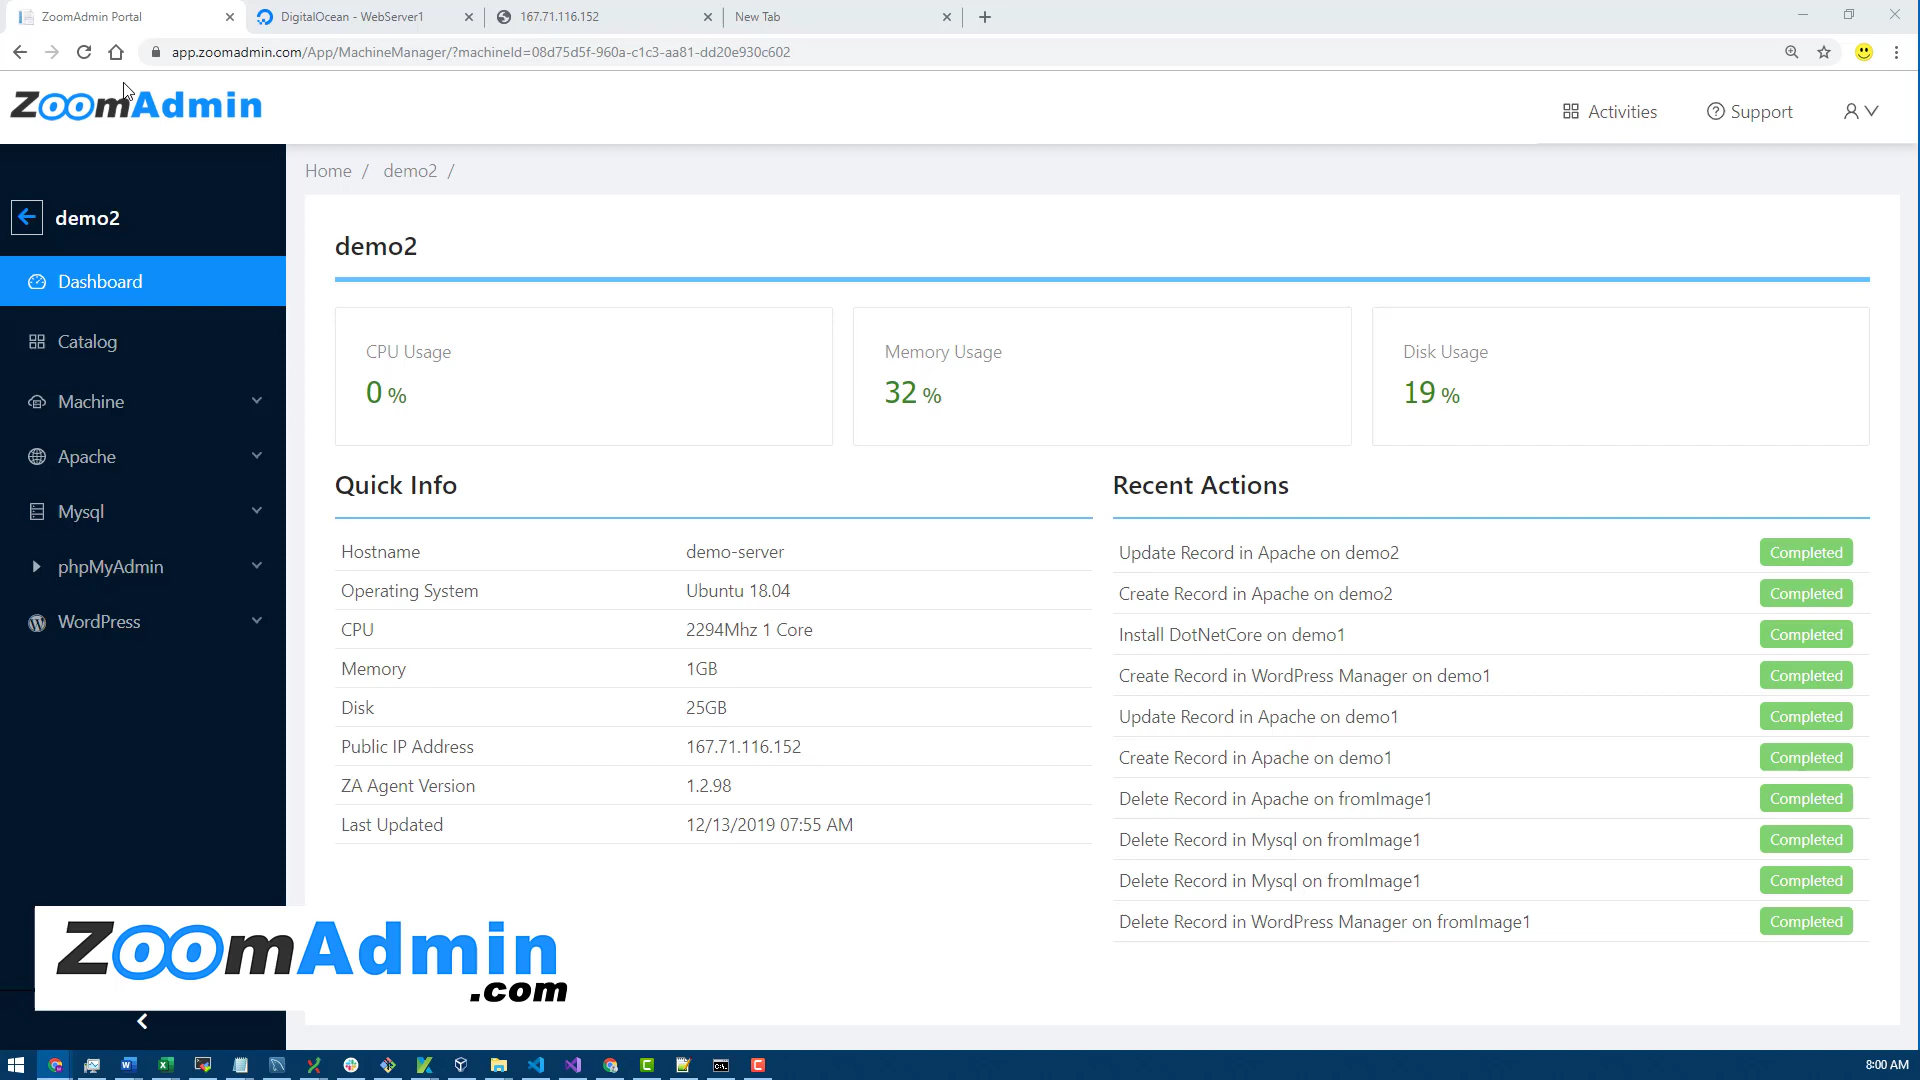 ZoomAdmin Portal
DigitalOcean - WebServer1
167.71.116.152
New Tab
app.zoomadmin.com/App/MachineManager/?machineId=08d75d5f-960a-c1c3-aa81-dd20e930c602
ZoomAdmin
Activities
Support
Home / demo2 /
demo2
Dashboard
Catalog
Machine
Apache
Mysql
phpMyAdmin
WordPress
demo2
CPU Usage
0 %
Memory Usage
32 %
Disk Usage
19 %
Quick Info
Hostname demo-server
Operating System Ubuntu 18.04
CPU 2294Mhz 1 Core
Memory 1GB
Disk 25GB
Public IP Address 167.71.116.152
ZA Agent Version 1.2.98
Last Updated 12/13/2019 07:55 AM
Recent Actions
Update Record in Apache on demo2 Completed
Create Record in Apache on demo2 Completed
Install DotNetCore on demo1 Completed
Create Record in WordPress Manager on demo1 Completed
Update Record in Apache on demo1 Completed
Create Record in Apache on demo1 Completed
Delete Record in Apache on fromImage1 Completed
Delete Record in Mysql on fromImage1 Completed
Delete Record in Mysql on fromImage1 Completed
Delete Record in WordPress Manager on fromImage1 Completed
ZoomAdmin
.com
8:00 AM